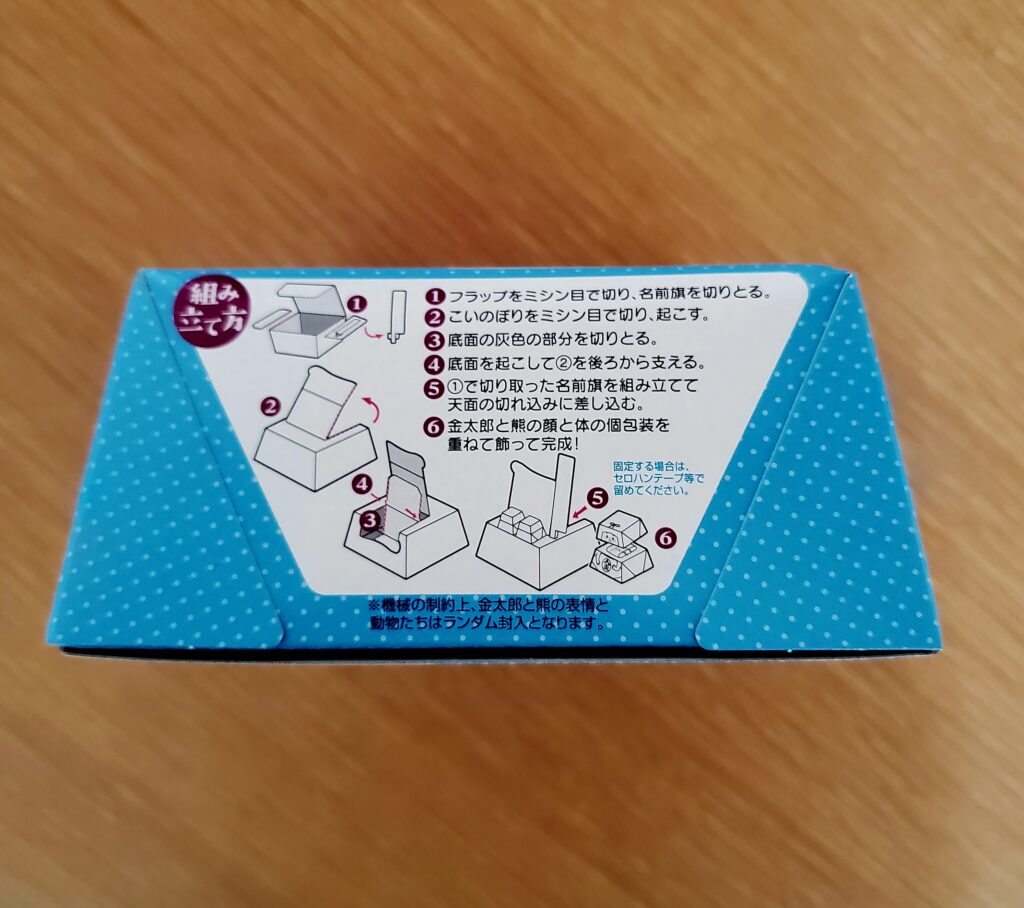 組み
立て方
❶フラップをミシン目で切り、名前旗を切りとる。
❷こいのぼりをミシン目で切り、起こす。
❸底面の灰色の部分を切りとる。
❹底面を起こして②を後ろから支える。
❺①で切り取った名前旗を組み立てて
天面の切れ込みに差し込む。
❻金太郎と熊の顔と体の個包装を
重ねて飾って完成!
❶
❷
❹
❸
固定する場合は、
セロハンテープ等で
留めてください。
❺
❻
※機械の制約上、金太郎と熊の表情と
動物たちはランダム封入となります。